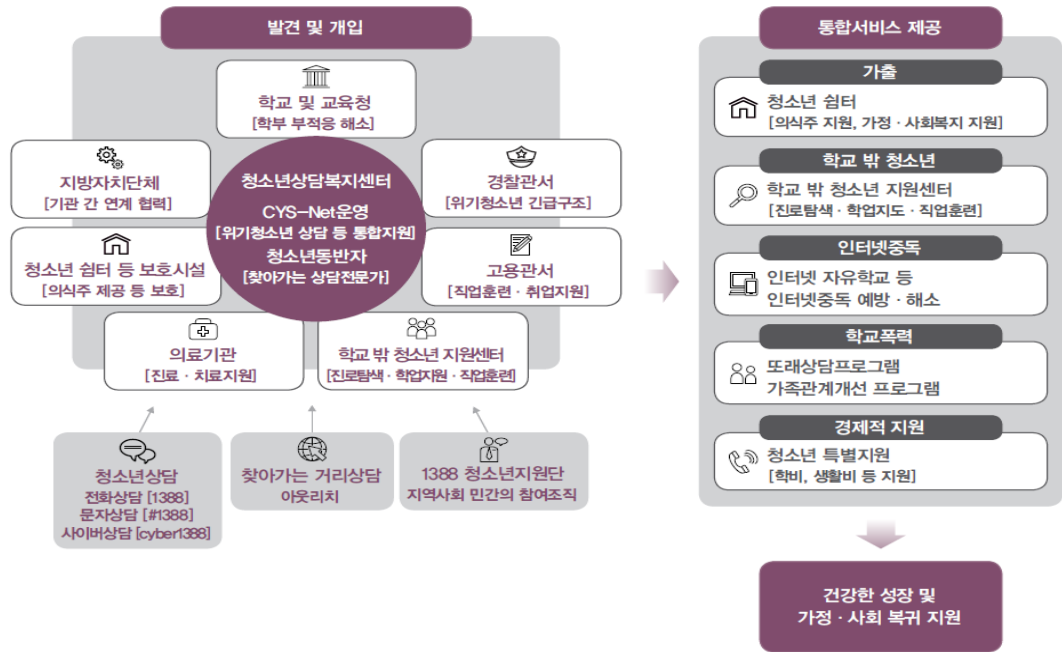 발견 및 개입
학교 및 교육청
[학부 부적응 해소]
지방자치단체
[기관 간 연계 협력]
경찰관서
[위기청소년 긴급구조]
청소년상담복지센터
CYS-Net운영
[위기청소년 상담 등 통합지원]
청소년동반자
[찾아가는 상담전문가]
청소년 쉼터 등 보호시설
[의식주 제공 등 보호]
고용관서
[직업훈련 · 취업지원]
의료기관
[진료 · 치료지원]
학교 밖 청소년 지원센터
[진로탐색 · 학업지원 · 직업훈련]
청소년상담
전화상담 [1388]
문자상담 [#1388]
사이버상담 [cyber1388]
찾아가는 거리상담
아웃리치
1388 청소년지원단
지역사회 민간의 참여조직
통합서비스 제공
가출
청소년 쉼터
[의식주 지원, 가정 · 사회복지 지원]
학교 밖 청소년
학교 밖 청소년 지원센터
[진로탐색 · 학업지도 · 직업훈련]
인터넷중독
인터넷 자유학교 등
인터넷중독 예방 · 해소
학교폭력
또래상담프로그램
가족관계개선 프로그램
경제적 지원
청소년 특별지원
[학비, 생활비 등 지원]
건강한 성장 및
가정 · 사회 복귀 지원